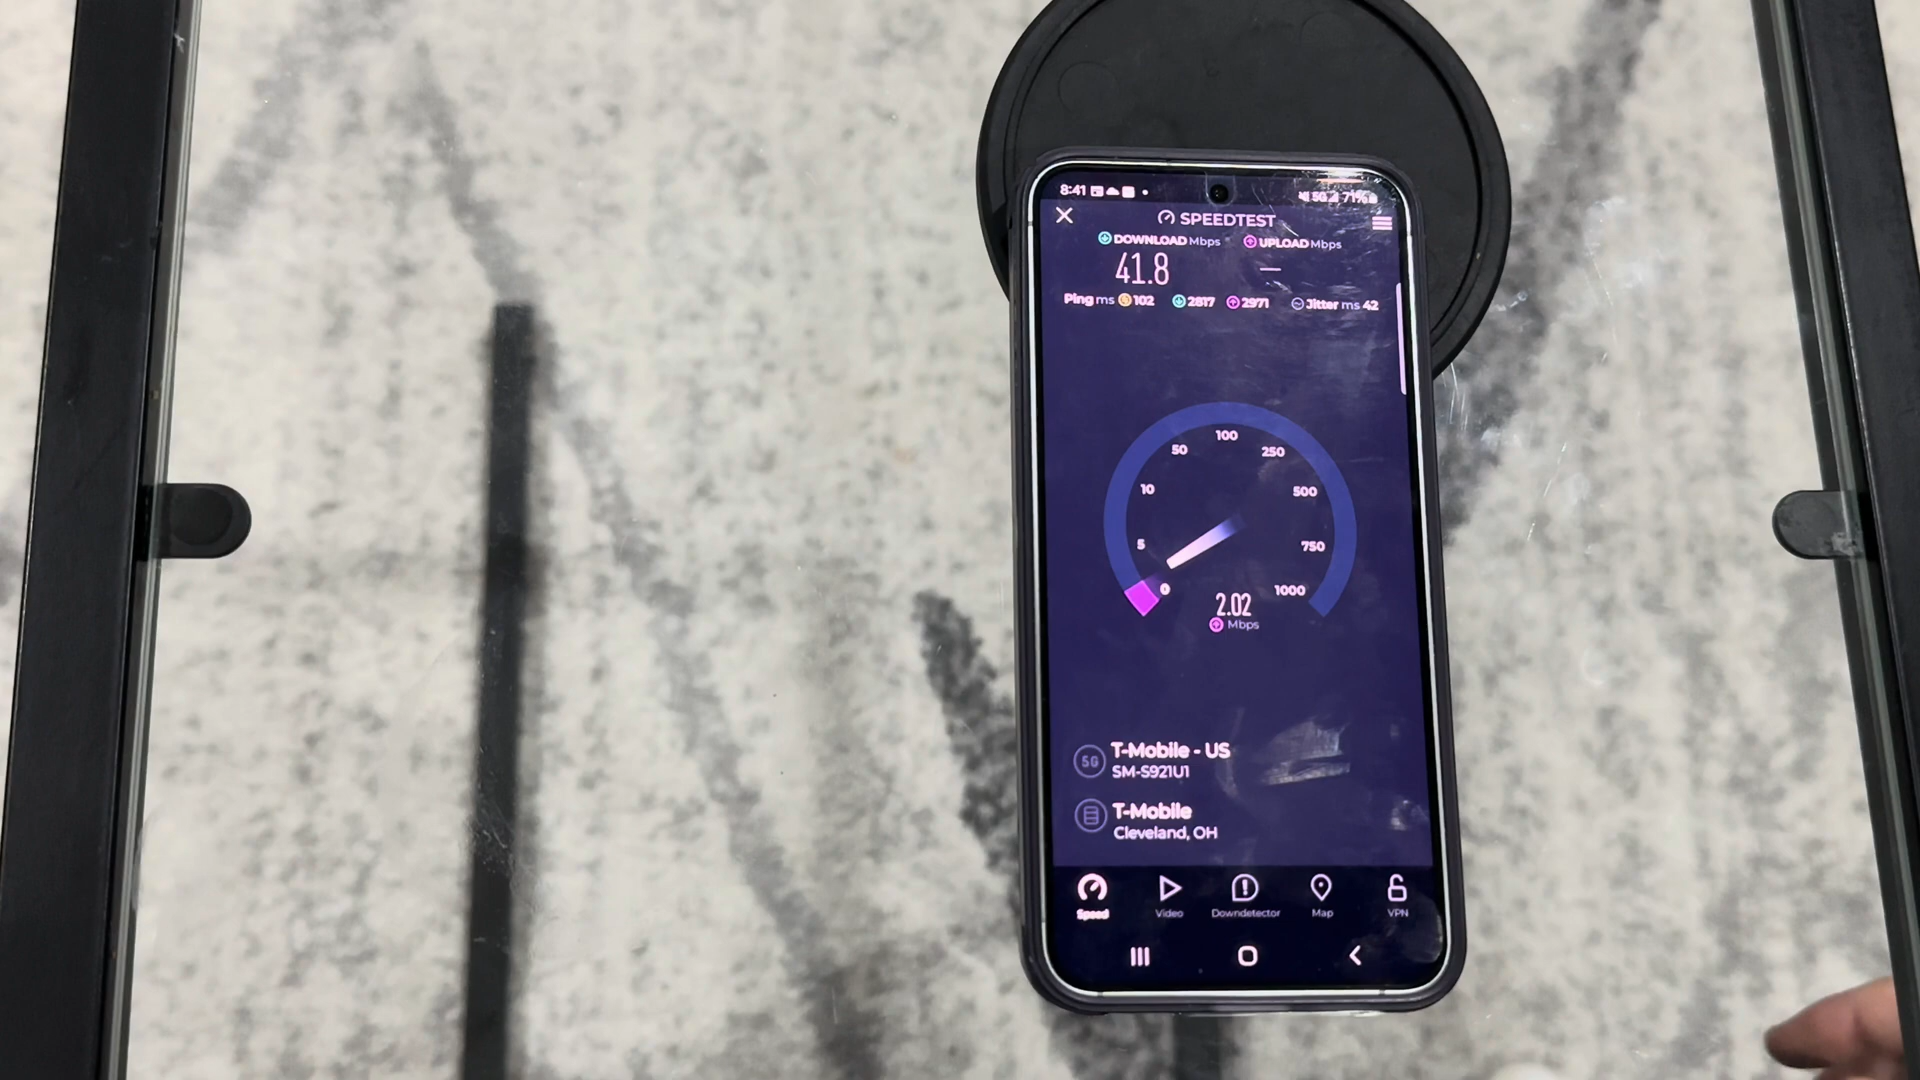 8:41 5G 71%
SPEEDTEST
DOWNLOAD Mbps UPLOAD Mbps
41.8 —
Ping ms 102 2817 2971 Jitter ms 42
100
50 250
10 500
5 750
0 1000
2.02
Mbps
5G T-Mobile - US
SM-S921U1
T-Mobile
Cleveland, OH
Speed Video Downdetector Map VPN